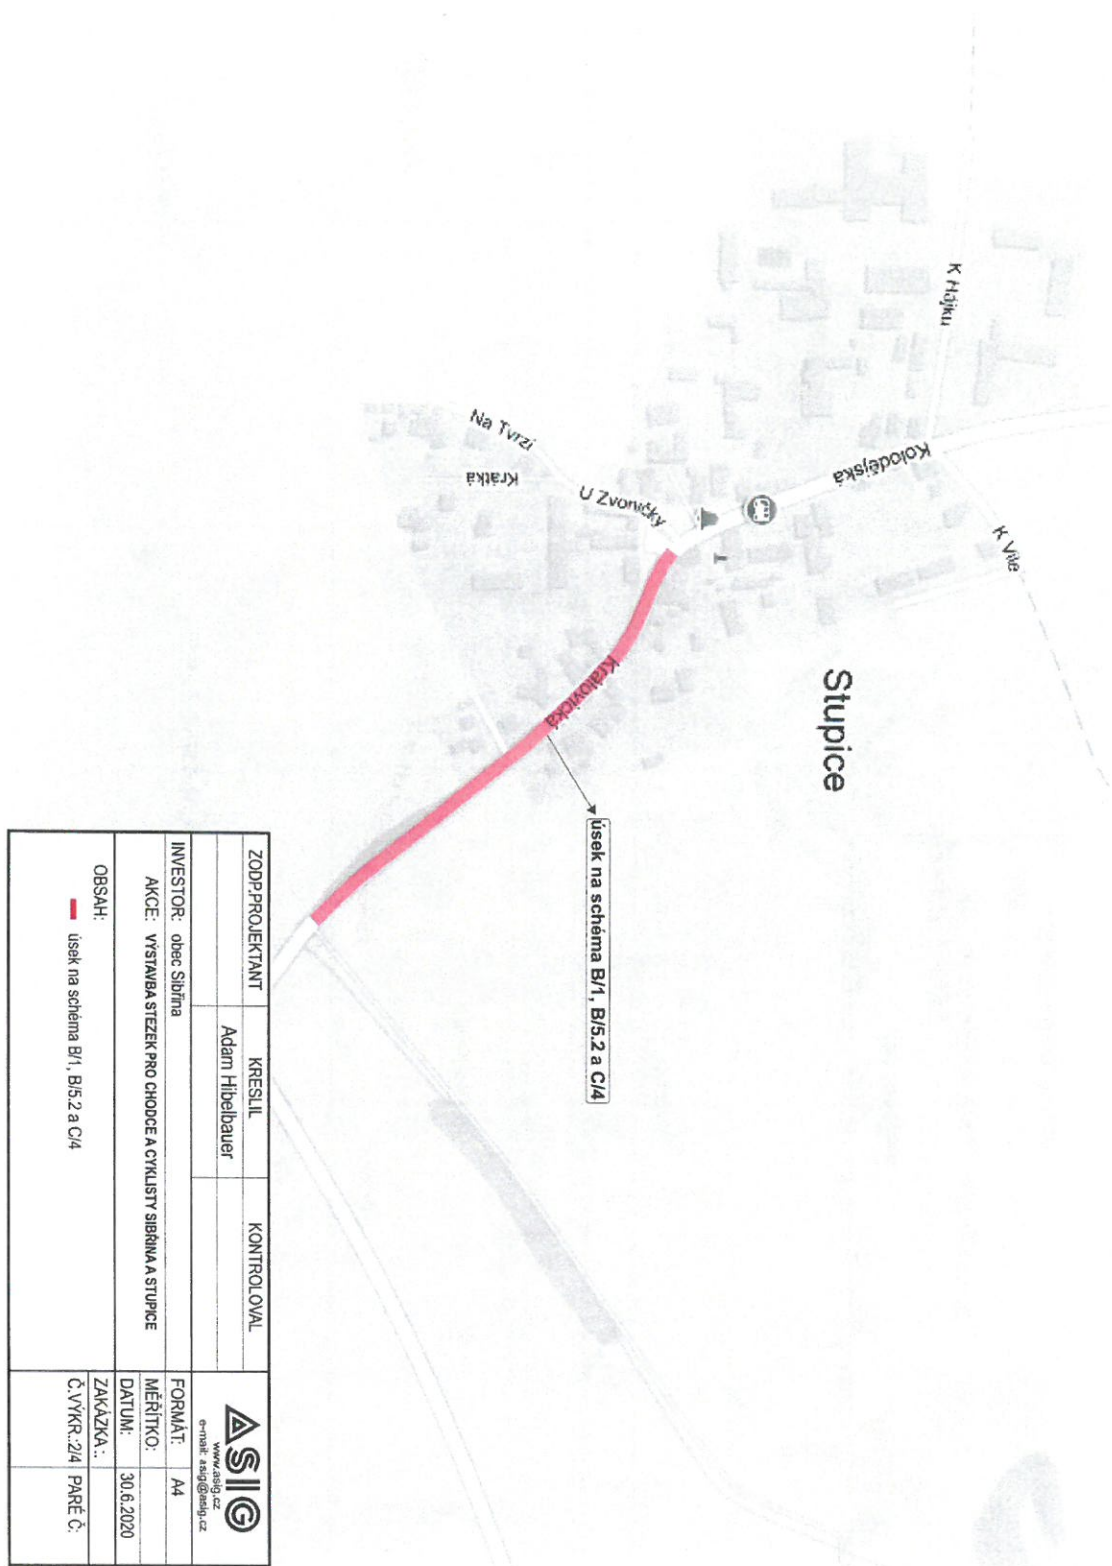 K Hájku
Kolodějská
K Vile
Na Tvrzi
Krátká
U Zvoničky
Stupice
Královická
úsek na schéma B/1, B/5.2 a C/4
ZODP.PROJEKTANT
KRESLIL
KONTROLOVAL
Adam Hibelbauer
ASIG
www.asig.cz
e-mail: asig@asig.cz
INVESTOR: obec Sibřina
AKCE: VÝSTAVBA STEZEK PRO CHODCE A CYKLISTY SIBŘINA A STUPICE
FORMÁT: A4
MĚŘÍTKO:
DATUM: 30.6.2020
ZAKÁZKA.:
Č.VÝKR.:2/4 PARÉ Č:
OBSAH:
úsek na schéma B/1, B/5.2 a C/4